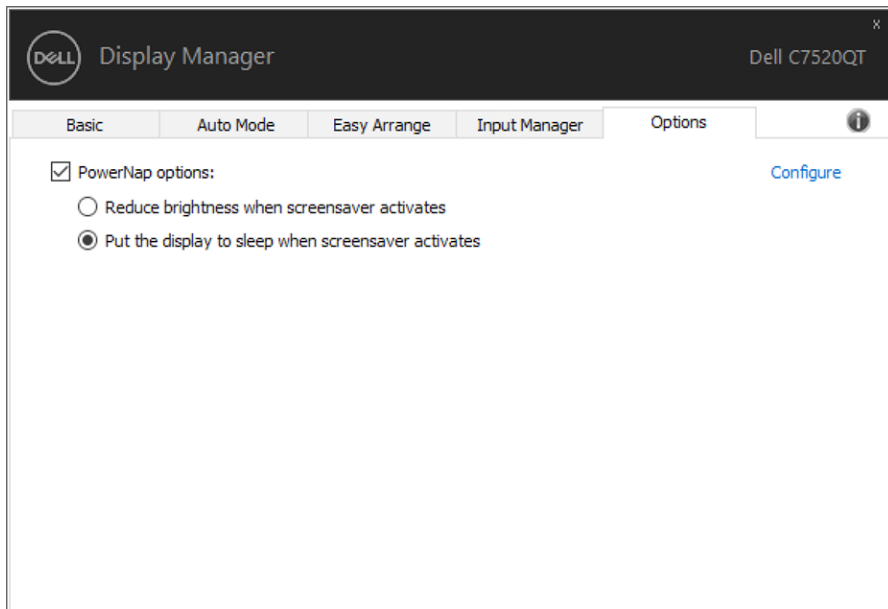 DELL Display Manager
Dell C7520QT
x
Basic Auto Mode Easy Arrange Input Manager Options i
PowerNap options: Configure
Reduce brightness when screensaver activates
Put the display to sleep when screensaver activates